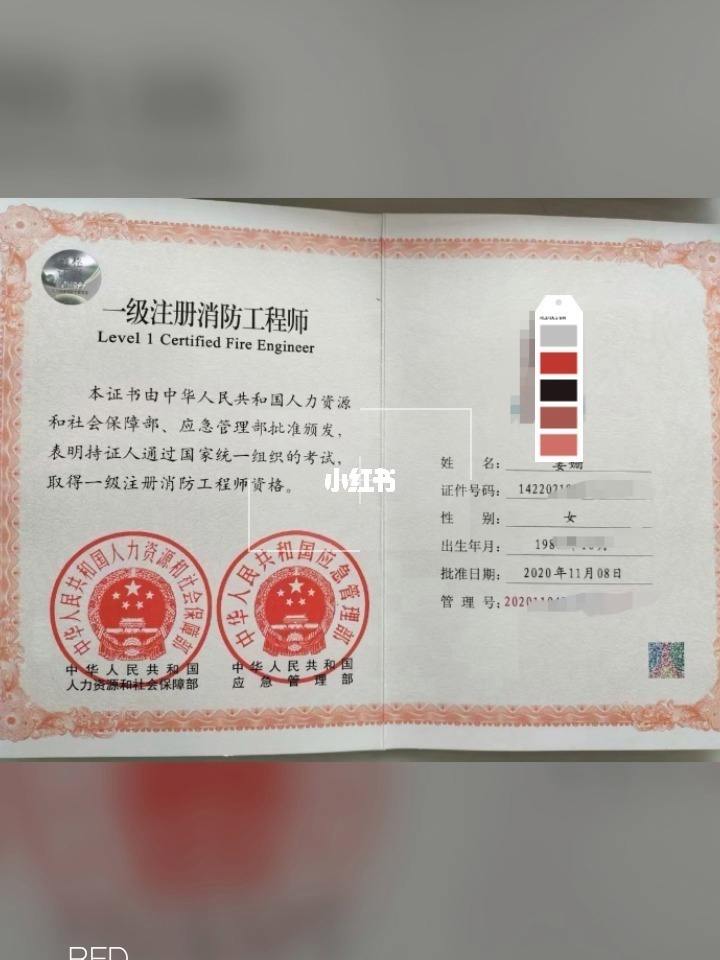 一级注册消防工程师
Level 1 Certified Fire Engineer
本证书由中华人民共和国人力资源
和社会保障部、应急管理部批准颁发，
表明持证人通过国家统一组织的考试，
取得一级注册消防工程师资格。
小红书
中华人民共和国人力资源和社会保障部
中华人民共和国应急管理部
中华人民共和国
人力资源和社会保障部
中华人民共和国
应急管理部
姓 名：
证件号码： 1422021
性 别： 女
出生年月： 198
批准日期： 2020年11月08日
管 理 号： 2020110
RED